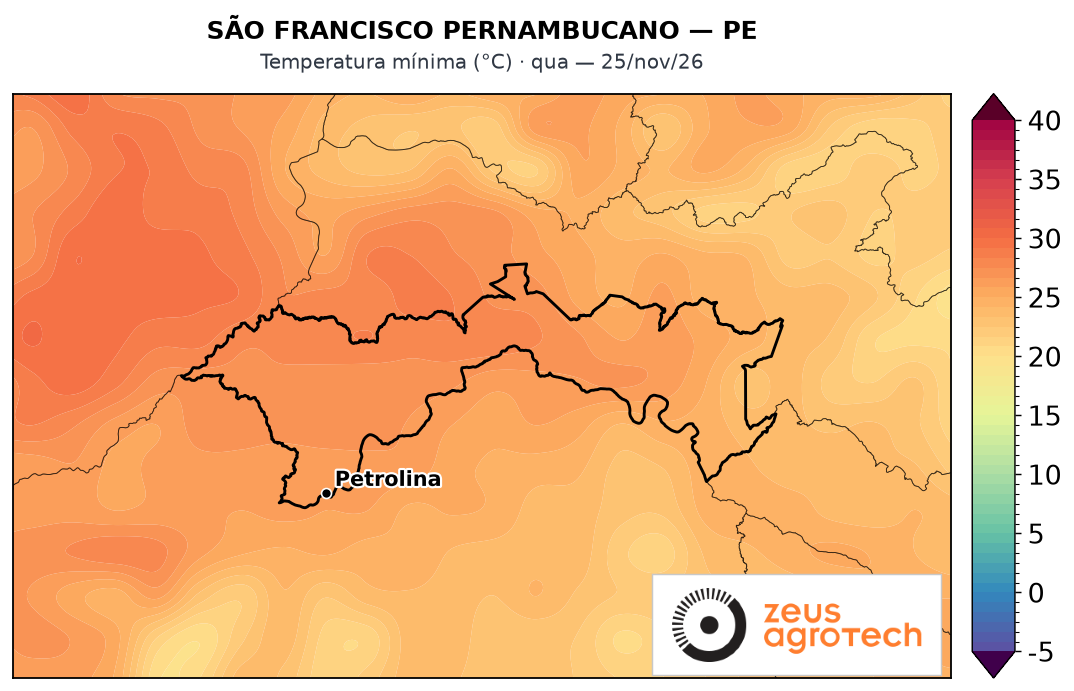 SÃO FRANCISCO PERNAMBUCANO — PE
Temperatura mínima (°C) · qua — 25/nov/26
Petrolina
40
35
30
25
20
15
10
5
0
-5
zeus
agrotech